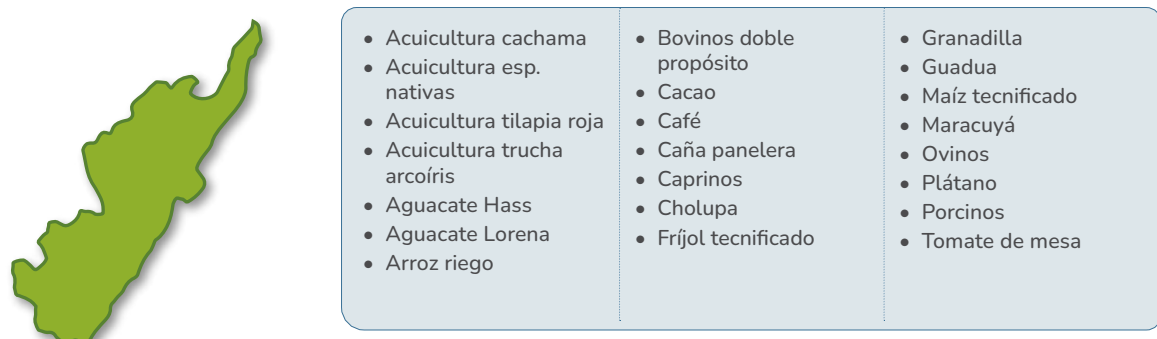 • Acuicultura cachama
• Acuicultura esp.
nativas
• Acuicultura tilapia roja
• Acuicultura trucha
arcoíris
• Aguacate Hass
• Aguacate Lorena
• Arroz riego
• Bovinos doble
propósito
• Cacao
• Café
• Caña panelera
• Caprinos
• Cholupa
• Fríjol tecnificado
• Granadilla
• Guadua
• Maíz tecnificado
• Maracuyá
• Ovinos
• Plátano
• Porcinos
• Tomate de mesa